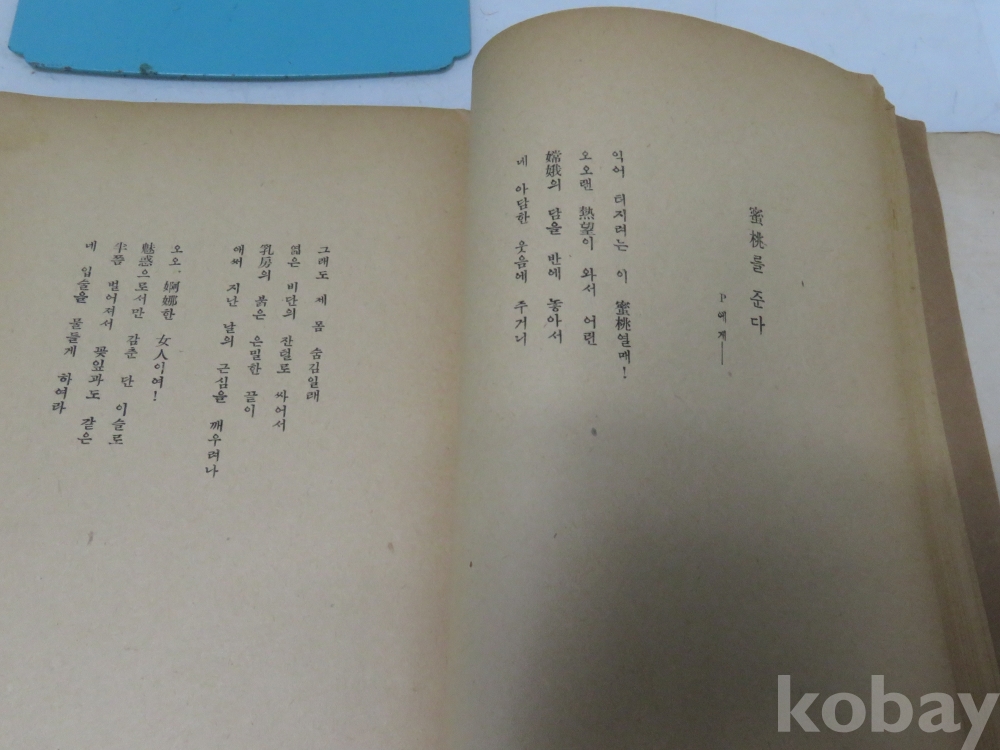 蜜桃를 준다
P에게——
익어 터지려는 이 蜜桃열매!
오오랜 熱望이 와서 어린
嫦娥의 담을 반에 놓아서
네 아담한 웃음에 주거니
그래도 제 몸 숨김일래
엷은 비단의 잔털로 싸어서
乳房의 붉은 은밀한 끝이
애써 지난 날의 근심을 깨우려나
오오、婀娜한 女人이여!
魅惑으로서만 감춘 단 이슬로
半쯤 벌어져서 꽃잎과도 같은
네 입술을 물들게 하여라
kobay